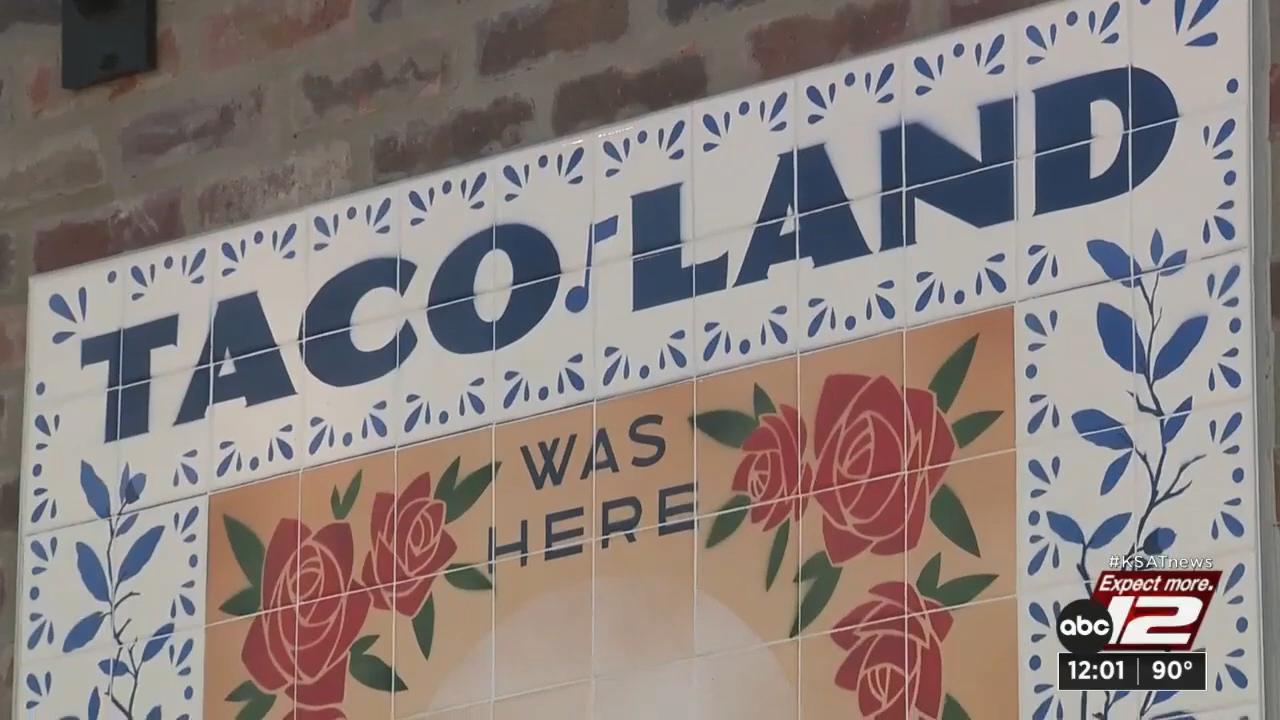 TACO LAND
WAS
HERE
#KSATnews
Expect more.
abc 12
12:01 90°